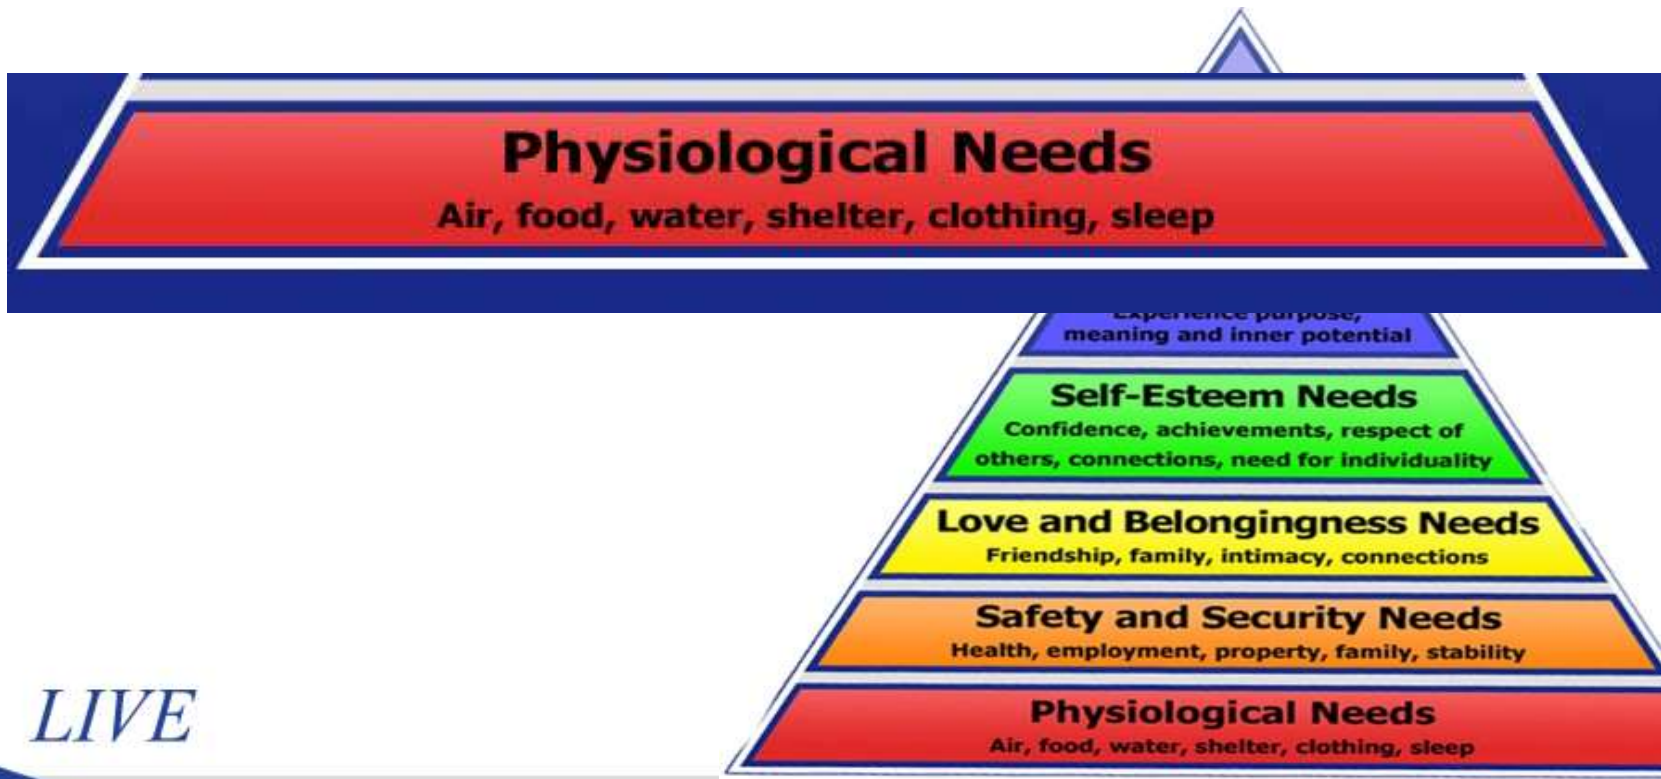 Physiological Needs
Air, food, water, shelter, clothing, sleep
Experience purpose,
meaning and inner potential
Self-Esteem Needs
Confidence, achievements, respect of
others, connections, need for individuality
Love and Belongingness Needs
Friendship, family, intimacy, connections
Safety and Security Needs
Health, employment, property, family, stability
Physiological Needs
Air, food, water, shelter, clothing, sleep
LIVE